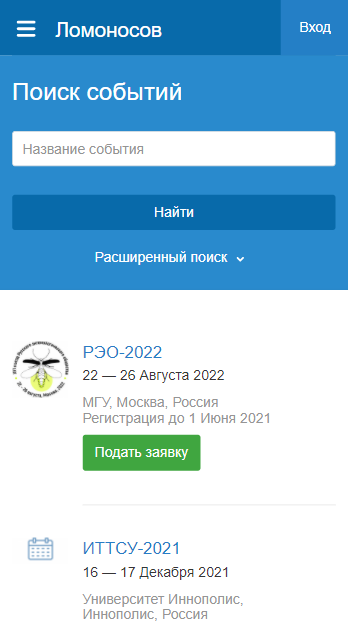 Ломоносов
Вход
Поиск событий
Название события
Найти
Расширенный поиск
РЭО-2022
22 — 26 Августа 2022
МГУ, Москва, Россия
Регистрация до 1 Июня 2021
Подать заявку
ИТТСУ-2021
16 — 17 Декабря 2021
Университет Иннополис,
Иннополис, Россия